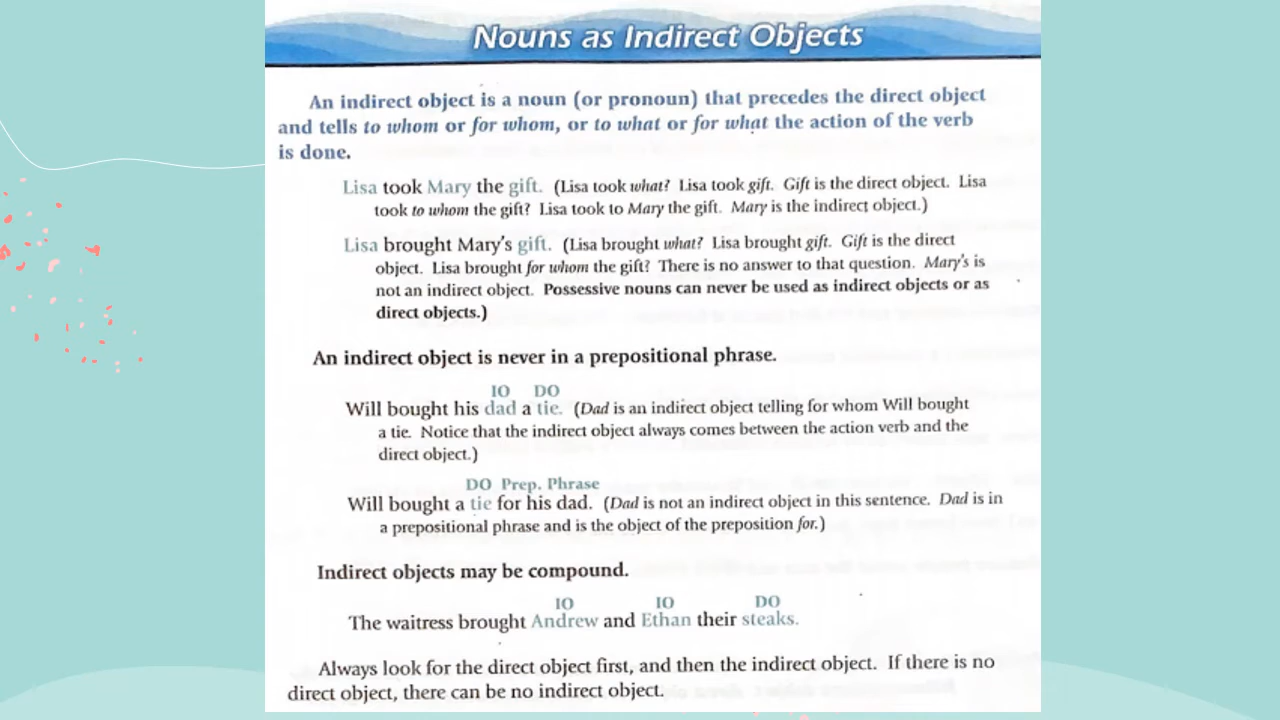 Nouns as Indirect Objects
An indirect object is a noun (or pronoun) that precedes the direct object
and tells to whom or for whom, or to what or for what the action of the verb
is done.
Lisa took Mary the gift. (Lisa took what? Lisa took gift. Gift is the direct object. Lisa
took to whom the gift? Lisa took to Mary the gift. Mary is the indirect object.)
Lisa brought Mary's gift. (Lisa brought what? Lisa brought gift. Gift is the direct
object. Lisa brought for whom the gift? There is no answer to that question. Mary's is
not an indirect object. Possessive nouns can never be used as indirect objects or as
direct objects.)
An indirect object is never in a prepositional phrase.
IO DO
Will bought his dad a tie. (Dad is an indirect object telling for whom Will bought
a tie. Notice that the indirect object always comes between the action verb and the
direct object.)
DO Prep. Phrase
Will bought a tie for his dad. (Dad is not an indirect object in this sentence. Dad is in
a prepositional phrase and is the object of the preposition for.)
Indirect objects may be compound.
IO IO DO
The waitress brought Andrew and Ethan their steaks.
Always look for the direct object first, and then the indirect object. If there is no
direct object, there can be no indirect object.